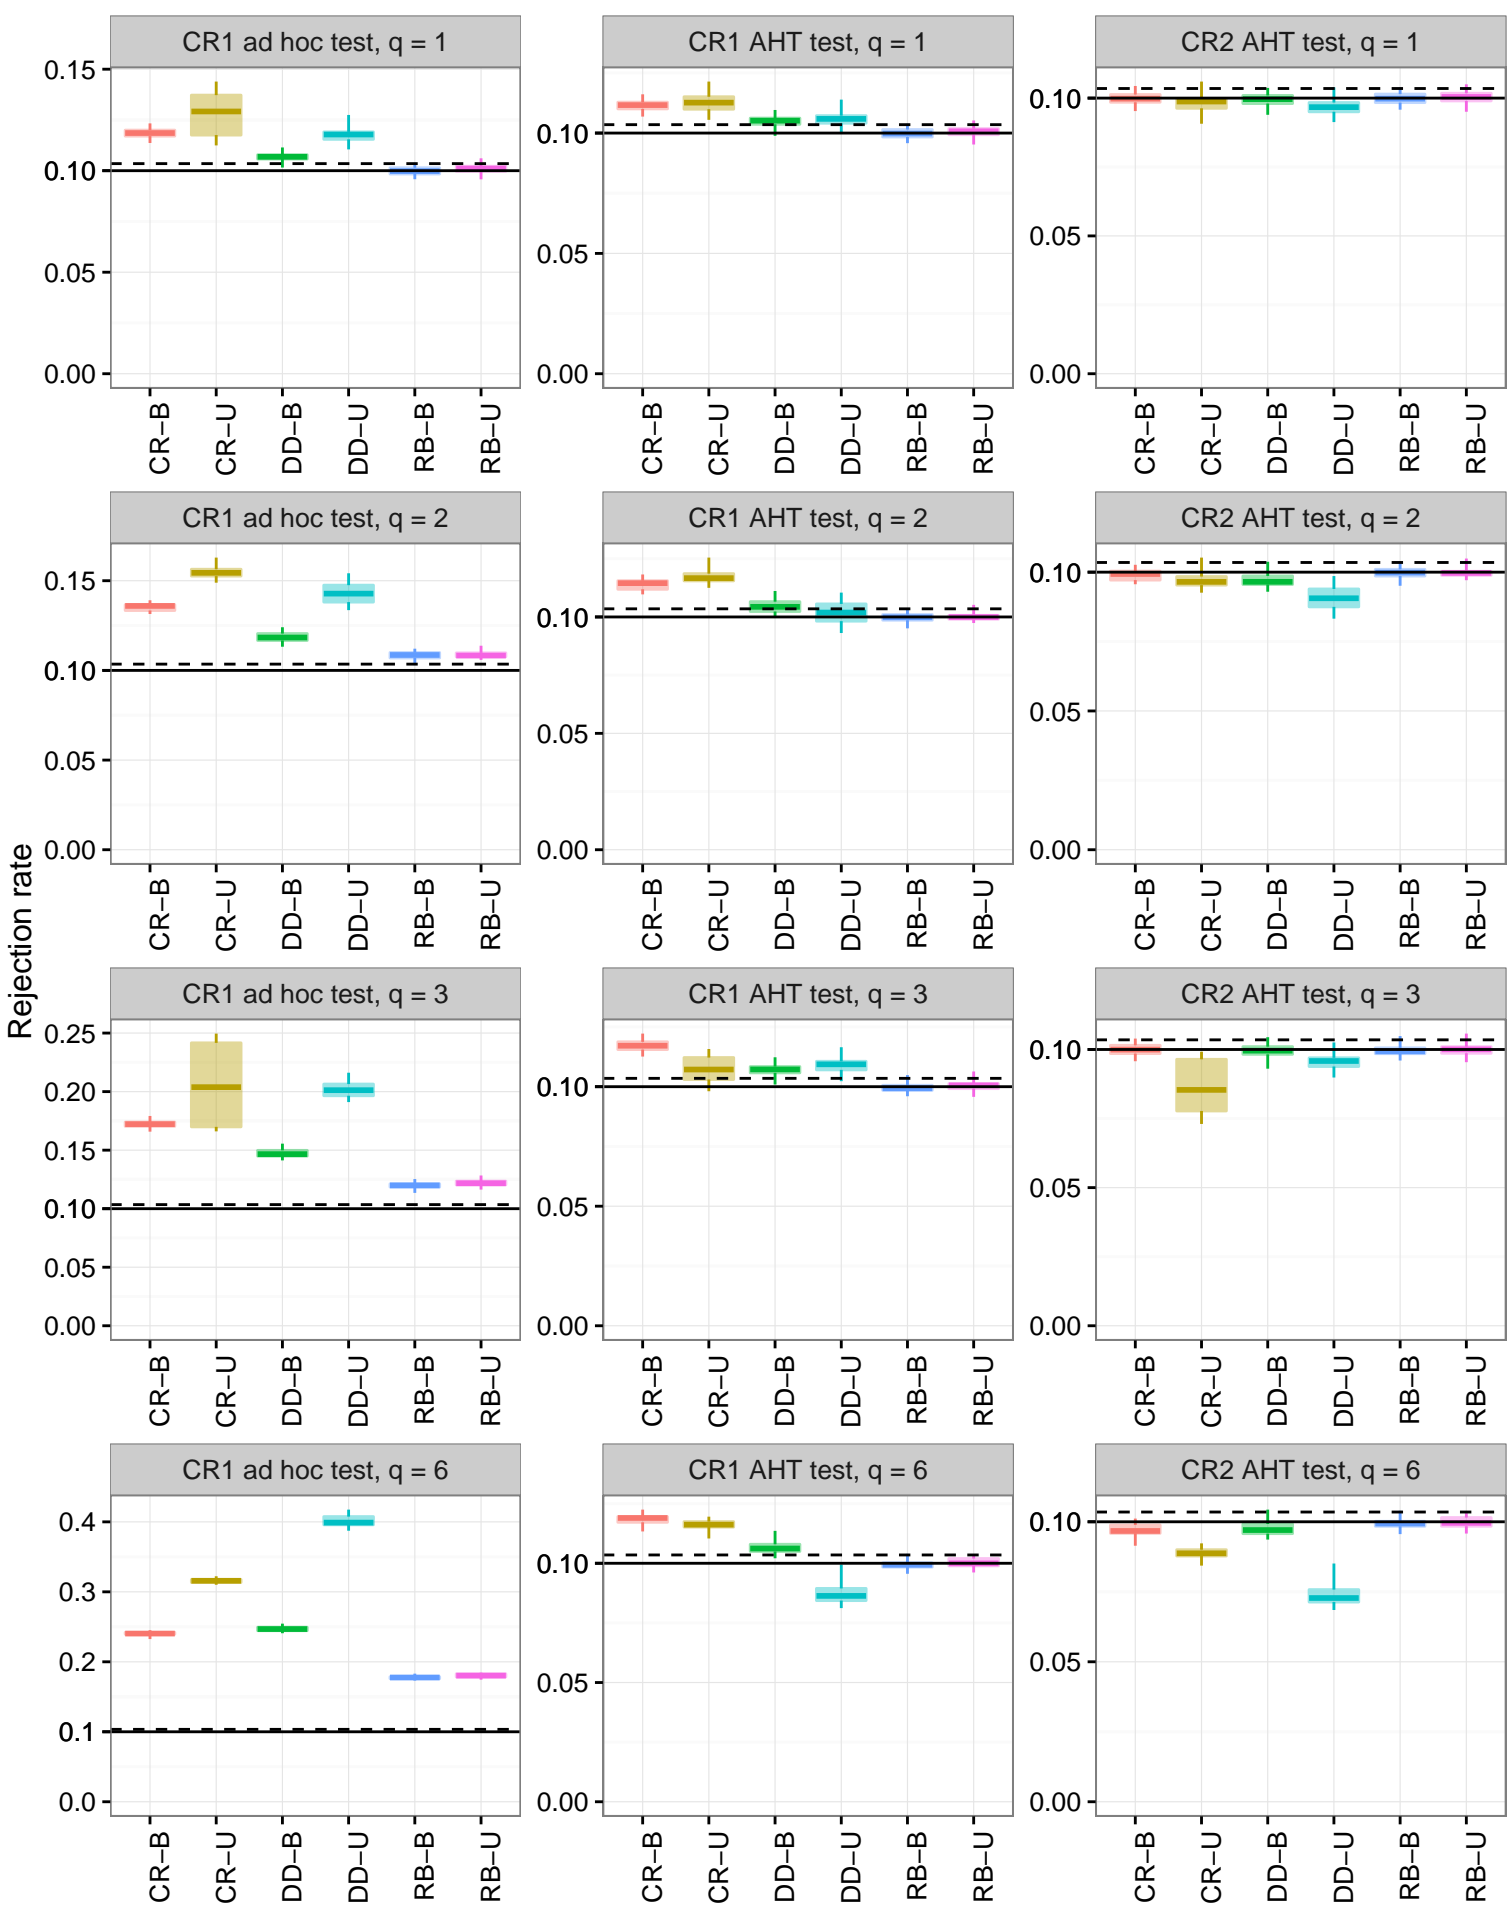 CR1 ad hoc test, q = 1
CR1 AHT test, q = 1
CR2 AHT test, q = 1
0.15
0.10
0.05
0.00
0.10
0.05
0.00
0.10
0.05
0.00
CR−B
CR−U
DD−B
DD−U
RB−B
RB−U
CR−B
CR−U
DD−B
DD−U
RB−B
RB−U
CR−B
CR−U
DD−B
DD−U
RB−B
RB−U
CR1 ad hoc test, q = 2
CR1 AHT test, q = 2
CR2 AHT test, q = 2
0.15
0.10
0.05
0.00
0.10
0.05
0.00
0.10
0.05
0.00
CR−B
CR−U
DD−B
DD−U
RB−B
RB−U
CR−B
CR−U
DD−B
DD−U
RB−B
RB−U
CR−B
CR−U
DD−B
DD−U
RB−B
RB−U
Rejection rate
CR1 ad hoc test, q = 3
CR1 AHT test, q = 3
CR2 AHT test, q = 3
0.25
0.20
0.15
0.10
0.05
0.00
0.10
0.05
0.00
0.10
0.05
0.00
CR−B
CR−U
DD−B
DD−U
RB−B
RB−U
CR−B
CR−U
DD−B
DD−U
RB−B
RB−U
CR−B
CR−U
DD−B
DD−U
RB−B
RB−U
CR1 ad hoc test, q = 6
CR1 AHT test, q = 6
CR2 AHT test, q = 6
0.4
0.3
0.2
0.1
0.0
0.10
0.05
0.00
0.10
0.05
0.00
CR−B
CR−U
DD−B
DD−U
RB−B
RB−U
CR−B
CR−U
DD−B
DD−U
RB−B
RB−U
CR−B
CR−U
DD−B
DD−U
RB−B
RB−U